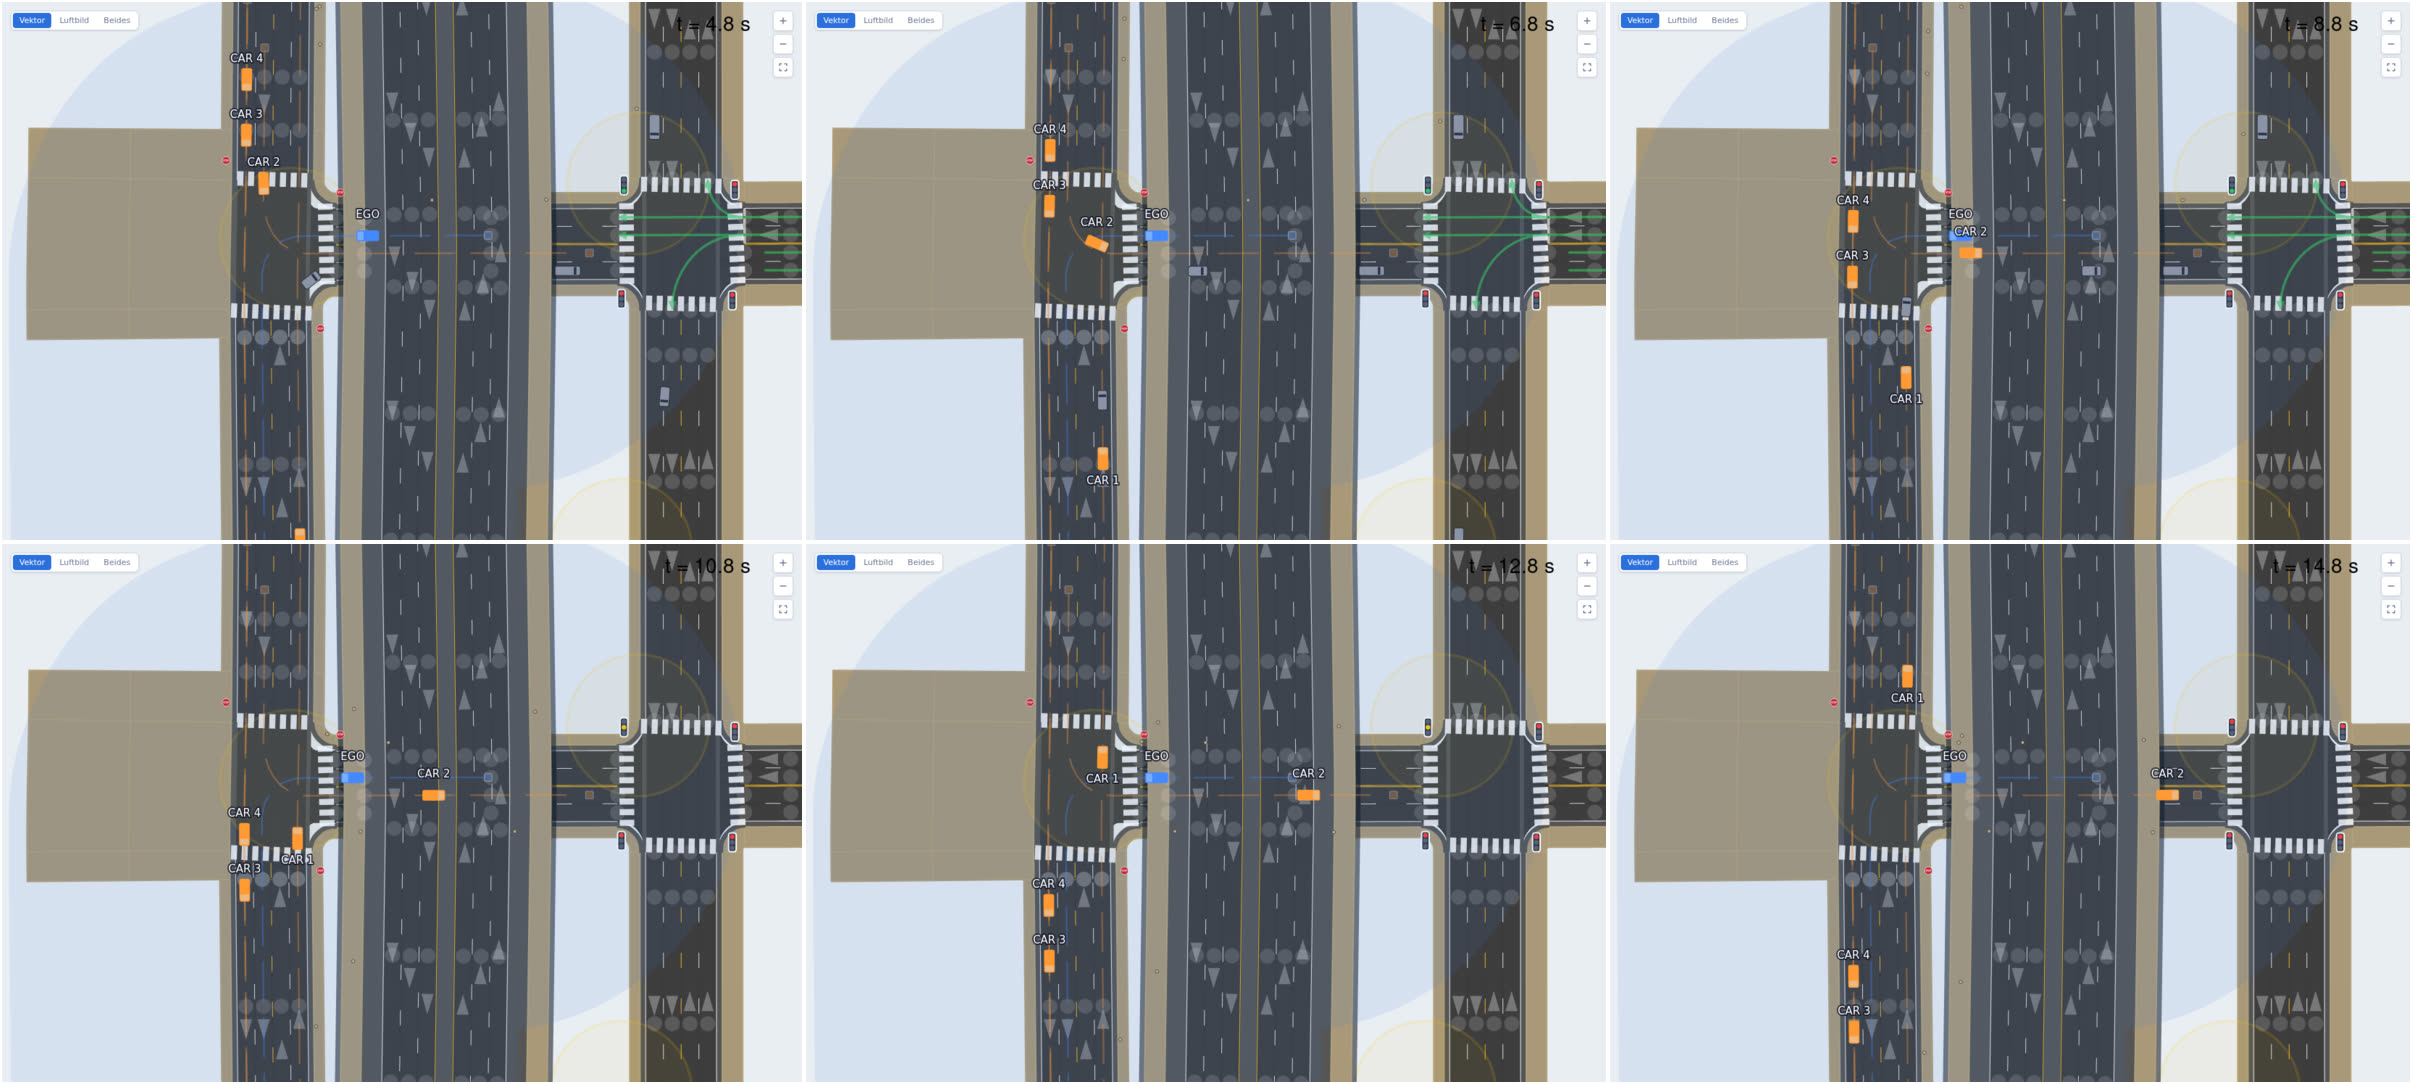 Vektor Luftbild Beides
t = 4.8 s
+
−
CAR 4
CAR 3
CAR 2
EGO
Vektor Luftbild Beides
t = 6.8 s
+
−
CAR 4
CAR 3
CAR 2
EGO
CAR 1
Vektor Luftbild Beides
t = 8.8 s
+
−
CAR 4
EGO
CAR 2
CAR 3
CAR 1
Vektor Luftbild Beides
t = 10.8 s
+
−
EGO
CAR 2
CAR 4
CAR 1
CAR 3
Vektor Luftbild Beides
t = 12.8 s
+
−
EGO
CAR 2
CAR 1
CAR 4
CAR 3
Vektor Luftbild Beides
t = 14.8 s
+
−
CAR 1
EGO
CAR 2
CAR 4
CAR 3